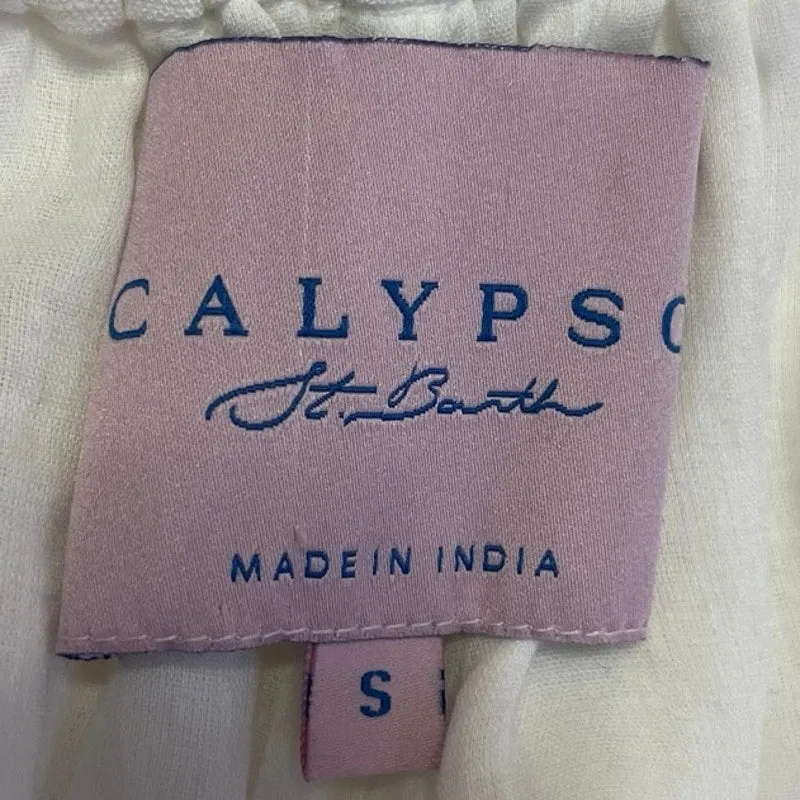 CALYPSO
St. Barth
MADE IN INDIA
S